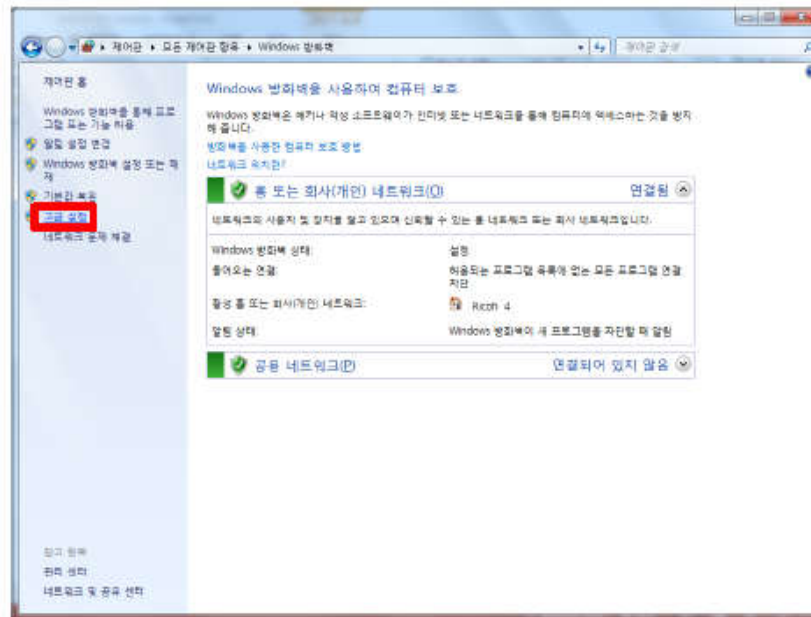 제어판 ▸ 모든 제어판 항목 ▸ Windows 방화벽
제어판 검색
제어판 홈
Windows 방화벽을 통해 프로
그램 또는 기능 허용
알림 설정 변경
Windows 방화벽 설정 또는 해
제
기본값 복원
고급 설정
네트워크 문제 해결
Windows 방화벽을 사용하여 컴퓨터 보호
Windows 방화벽은 해커나 악성 소프트웨어가 인터넷 또는 네트워크를 통해 컴퓨터에 액세스하는 것을 방지
해 줍니다.
방화벽을 사용한 컴퓨터 보호 방법
네트워크 위치란?
홈 또는 회사(개인) 네트워크(O) 연결됨
네트워크의 사용자 및 장치를 알고 있으며 신뢰할 수 있는 홈 네트워크 또는 회사 네트워크입니다.
Windows 방화벽 상태: 설정
들어오는 연결: 허용되는 프로그램 목록에 없는 모든 프로그램 연결
차단
활성 홈 또는 회사(개인) 네트워크: Ricoh 4
알림 상태: Windows 방화벽이 새 프로그램을 차단할 때 알림
공용 네트워크(P) 연결되어 있지 않음
참고 항목
관리 센터
네트워크 및 공유 센터